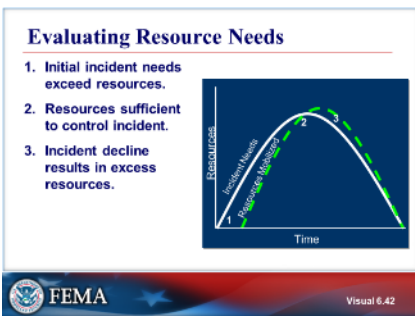 Evaluating Resource Needs
1. Initial incident needs
exceed resources.
2. Resources sufficient
to control incident.
3. Incident decline
results in excess
resources.
Resources
Incident Needs
Resources Mobilized
1
2
3
Time
FEMA
Visual 6.42